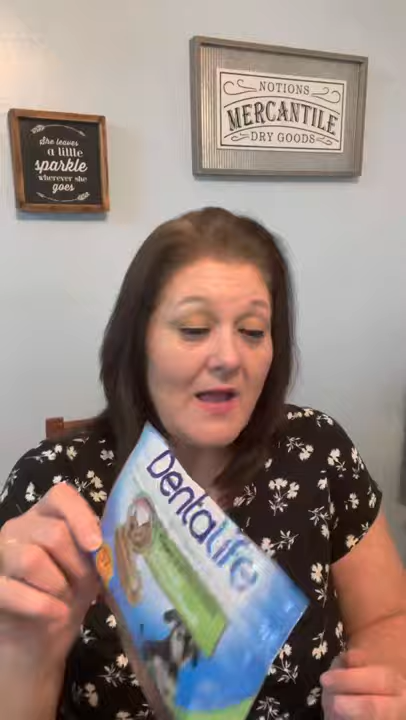 NOTIONS
MERCANTILE
DRY GOODS
She leaves
a little
sparkle
wherever she
goes
DentaLife